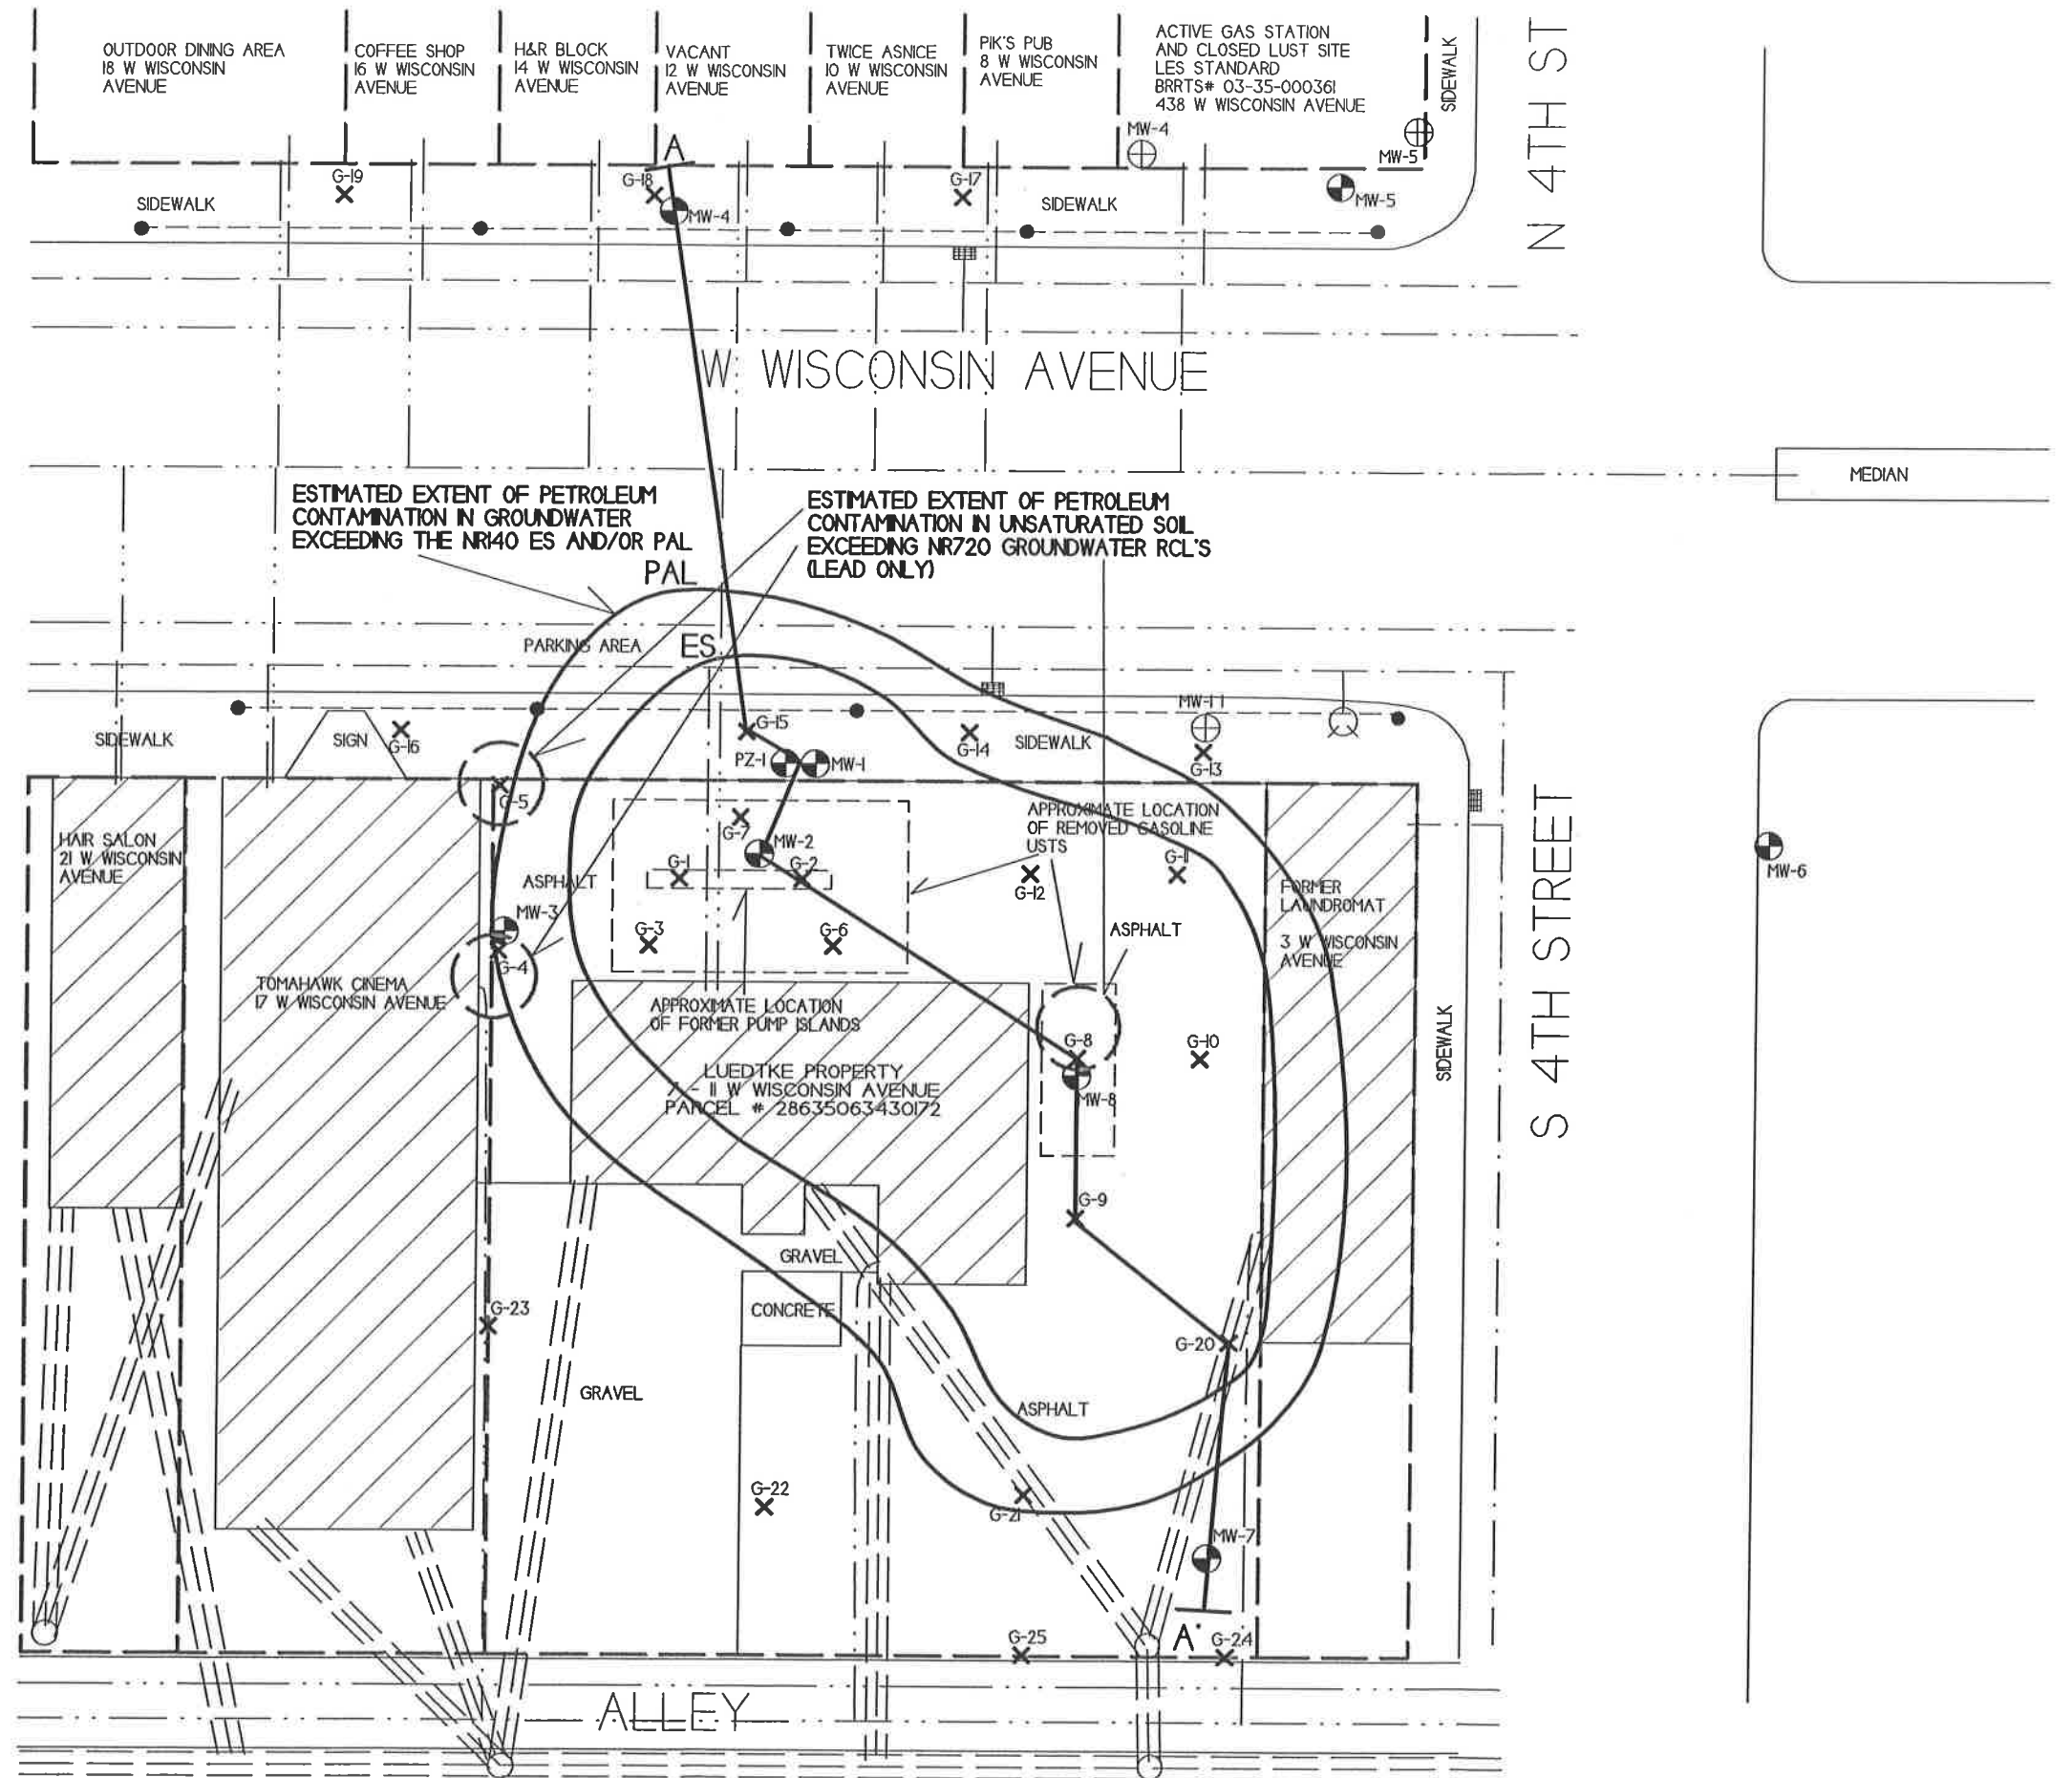 OUTDOOR DINING AREA
18 W WISCONSIN
AVENUE
COFFEE SHOP
16 W WISCONSIN
AVENUE
H&R BLOCK
14 W WISCONSIN
AVENUE
VACANT
12 W WISCONSIN
AVENUE
TWICE ASNICE
10 W WISCONSIN
AVENUE
PIK'S PUB
8 W WISCONSIN
AVENUE
ACTIVE GAS STATION
AND CLOSED LUST SITE
LES STANDARD
BRRTS# 03-35-000361
438 W WISCONSIN AVENUE
SIDEWALK
N 4TH ST
MW-4
MW-5
A
G-19
G-18
G-17
MW-4
MW-5
SIDEWALK
SIDEWALK
W WISCONSIN AVENUE
MEDIAN
ESTIMATED EXTENT OF PETROLEUM
CONTAMINATION IN GROUNDWATER
EXCEEDING THE NR140 ES AND/OR PAL
ESTIMATED EXTENT OF PETROLEUM
CONTAMINATION IN UNSATURATED SOIL
EXCEEDING NR720 GROUNDWATER RCL'S
(LEAD ONLY)
PAL
PARKING AREA
ES
MW-11
SIDEWALK
SIGN
G-16
G-15
G-14
SIDEWALK
G-13
PZ-1
MW-1
G-5
G-7
APPROXIMATE LOCATION
OF REMOVED GASOLINE
USTS
HAIR SALON
21 W WISCONSIN
AVENUE
MW-2
G-1
G-2
G-11
G-12
MW-6
ASPHALT
FORMER
LAUNDROMAT
3 W WISCONSIN
AVENUE
MW-3
G-3
G-6
ASPHALT
G-4
TOMAHAWK CINEMA
17 W WISCONSIN AVENUE
APPROXIMATE LOCATION
OF FORMER PUMP ISLANDS
G-8
G-10
SIDEWALK
S 4TH STREET
LUEDTKE PROPERTY
7 - 11 W WISCONSIN AVENUE
PARCEL # 28635063430172
MW-8
G-9
GRAVEL
CONCRETE
G-23
G-20
GRAVEL
ASPHALT
G-22
G-21
MW-7
A'
G-25
G-24
ALLEY